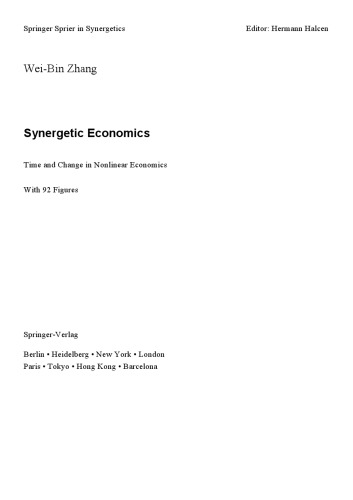 Springer Sprier in Synergetics Editor: Hermann Halcen
Wei-Bin Zhang
Synergetic Economics
Time and Change in Nonlinear Economics
With 92 Figures
Springer-Verlag
Berlin • Heidelberg • New York • London
Paris • Tokyo • Hong Kong • Barcelona